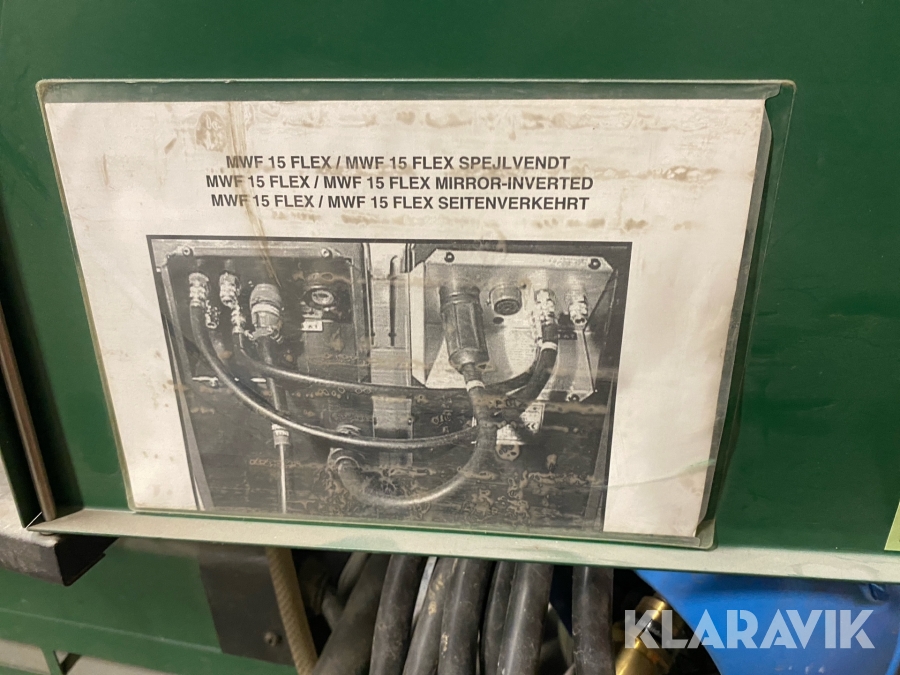 MWF 15 FLEX / MWF 15 FLEX SPEJLVENDT
MWF 15 FLEX / MWF 15 FLEX MIRROR-INVERTED
MWF 15 FLEX / MWF 15 FLEX SEITENVERKEHRT
KLARAVIK